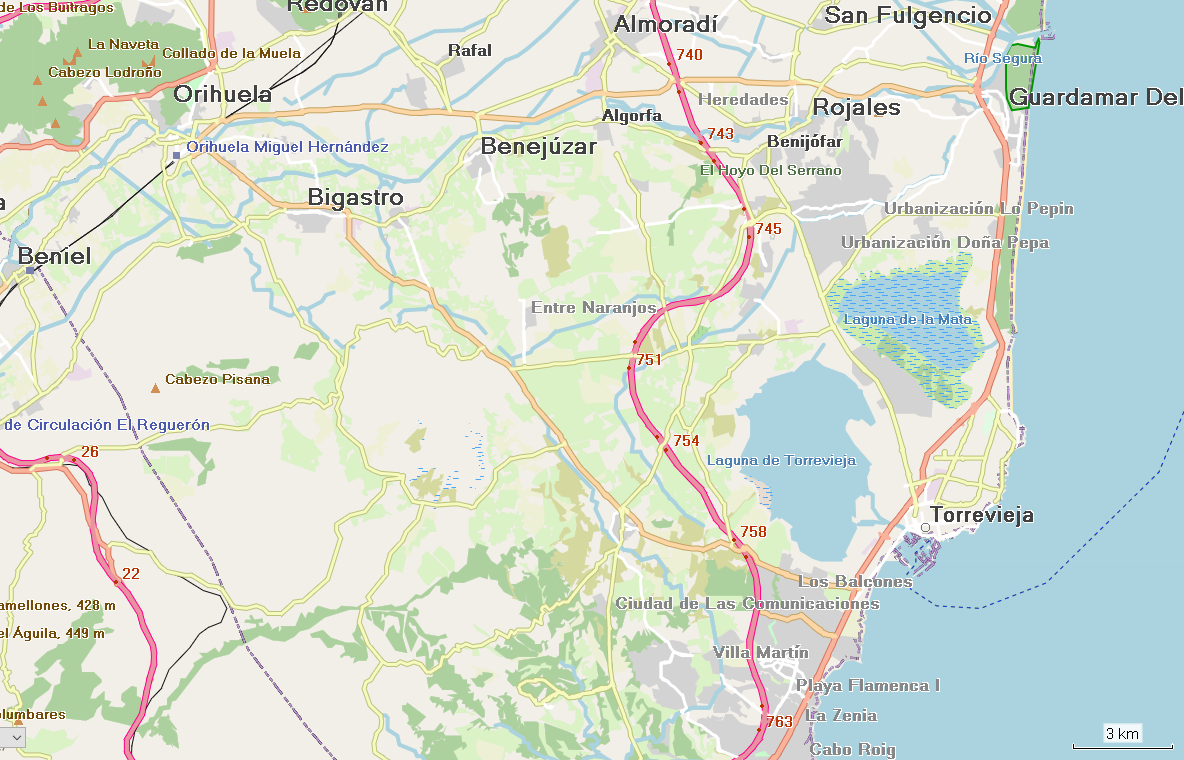 de Los Buitragos
Redován
Almoradí
San Fulgencio
La Naveta
Collado de la Muela
Rafal
740
Río Segura
Cabezo Lodroño
Orihuela
Heredades
Rojales
Guardamar Del
Algorfa
743
Benijófar
Orihuela Miguel Hernández
Benejúzar
El Hoyo Del Serrano
Bigastro
a
Urbanización Lo Pepin
745
Urbanización Doña Pepa
Beniel
Entre Naranjos
Laguna de la Mata
751
Cabezo Pisana
de Circulación El Reguerón
26
754
Laguna de Torrevieja
Torrevieja
758
22
Los Balcones
amellones, 428 m
Ciudad de Las Comunicaciones
el Águila, 449 m
Villa Martín
Playa Flamenca I
olumbares
La Zenia
763
3 km
Cabo Roig